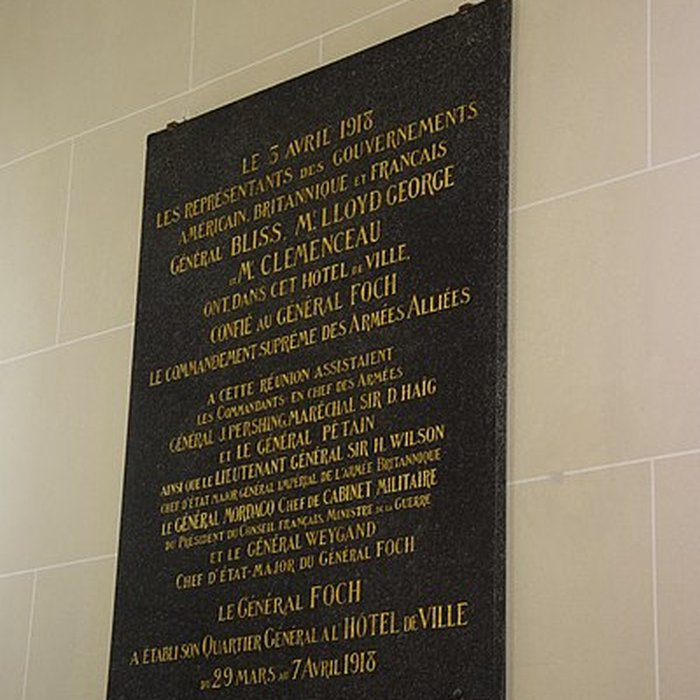 LE 3 AVRIL 1918
LES REPRÉSENTANTS DES GOUVERNEMENTS
AMÉRICAIN, BRITANNIQUE ET FRANÇAIS
GÉNÉRAL BLISS, MR LLOYD GEORGE
ET MR CLEMENCEAU
ONT, DANS CET HOTEL DE VILLE,
CONFIÉ AU GÉNÉRAL FOCH
LE COMMANDEMENT SUPRÊME DES ARMÉES ALLIÉES
A CETTE RÉUNION ASSISTAIENT
LES COMMANDANTS EN CHEF DES ARMÉES
GÉNÉRAL J. PERSHING, MARÉCHAL SIR D. HAIG
ET LE GÉNÉRAL PÉTAIN
AINSI QUE LE LIEUTENANT GÉNÉRAL SIR H. WILSON
CHEF D'ÉTAT MAJOR GÉNÉRAL IMPÉRIAL DE L'ARMÉE BRITANNIQUE
LE GÉNÉRAL MORDACQ CHEF DE CABINET MILITAIRE
DU PRÉSIDENT DU CONSEIL FRANÇAIS, MINISTRE DE LA GUERRE
ET LE GÉNÉRAL WEYGAND
CHEF D'ÉTAT-MAJOR DU GÉNÉRAL FOCH
LE GÉNÉRAL FOCH
A ÉTABLI SON QUARTIER GÉNÉRAL A L'HÔTEL DE VILLE
DU 29 MARS AU 7 AVRIL 1918